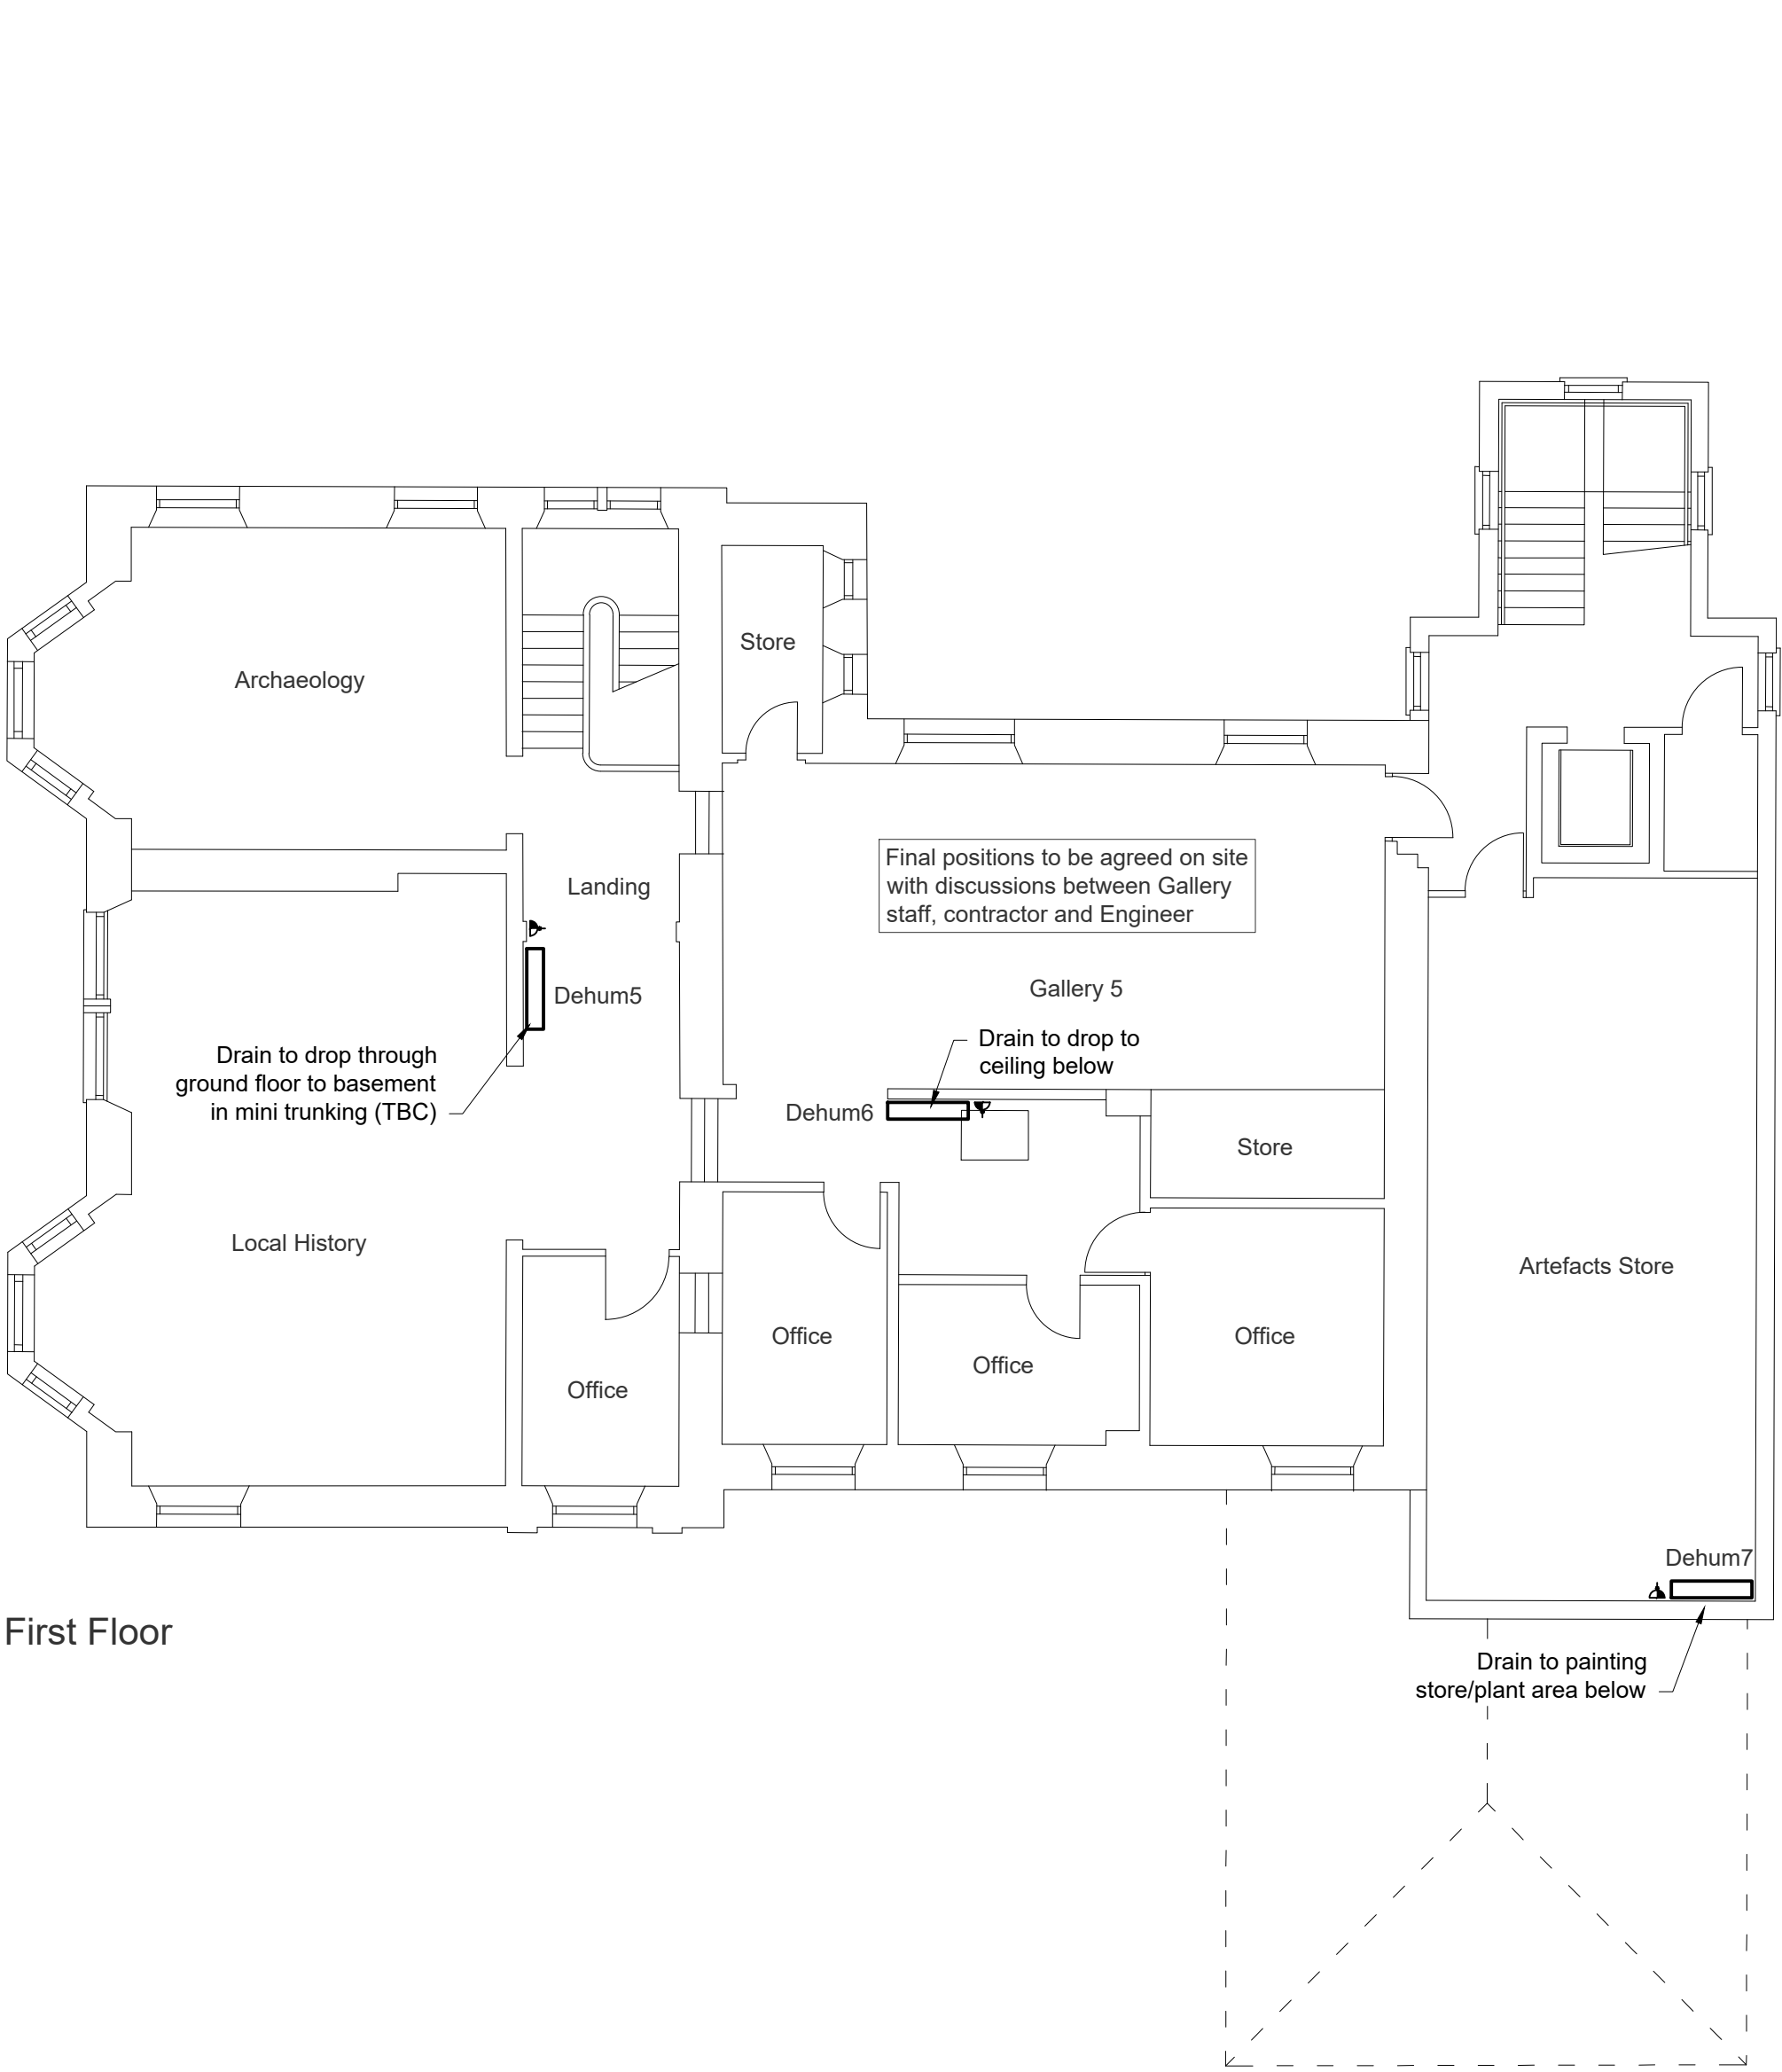 Store
Archaeology
Final positions to be agreed on site
with discussions between Gallery
staff, contractor and Engineer
Landing
Gallery 5
Dehum5
Drain to drop through
ground floor to basement
in mini trunking (TBC)
Drain to drop to
ceiling below
Dehum6
Store
Local History
Artefacts Store
Office
Office
Office
Office
Dehum7
First Floor
Drain to painting
store/plant area below